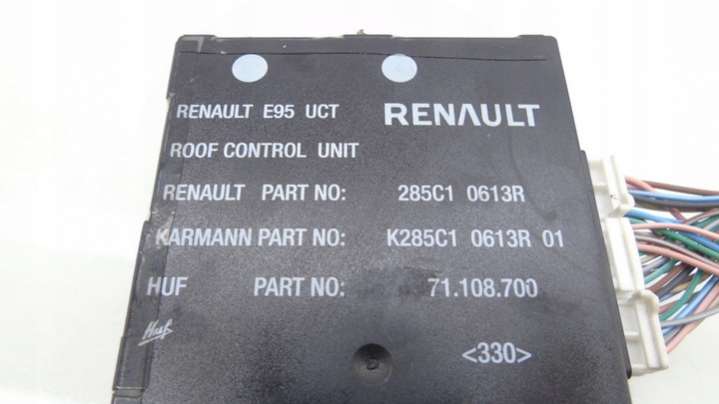 RENAULT E95 UCT RENAULT
ROOF CONTROL UNIT
RENAULT PART NO: 285C1 0613R
KARMANN PART NO: K285C1 0613R 01
HUF PART NO: 71.108.700
Huf
<330>